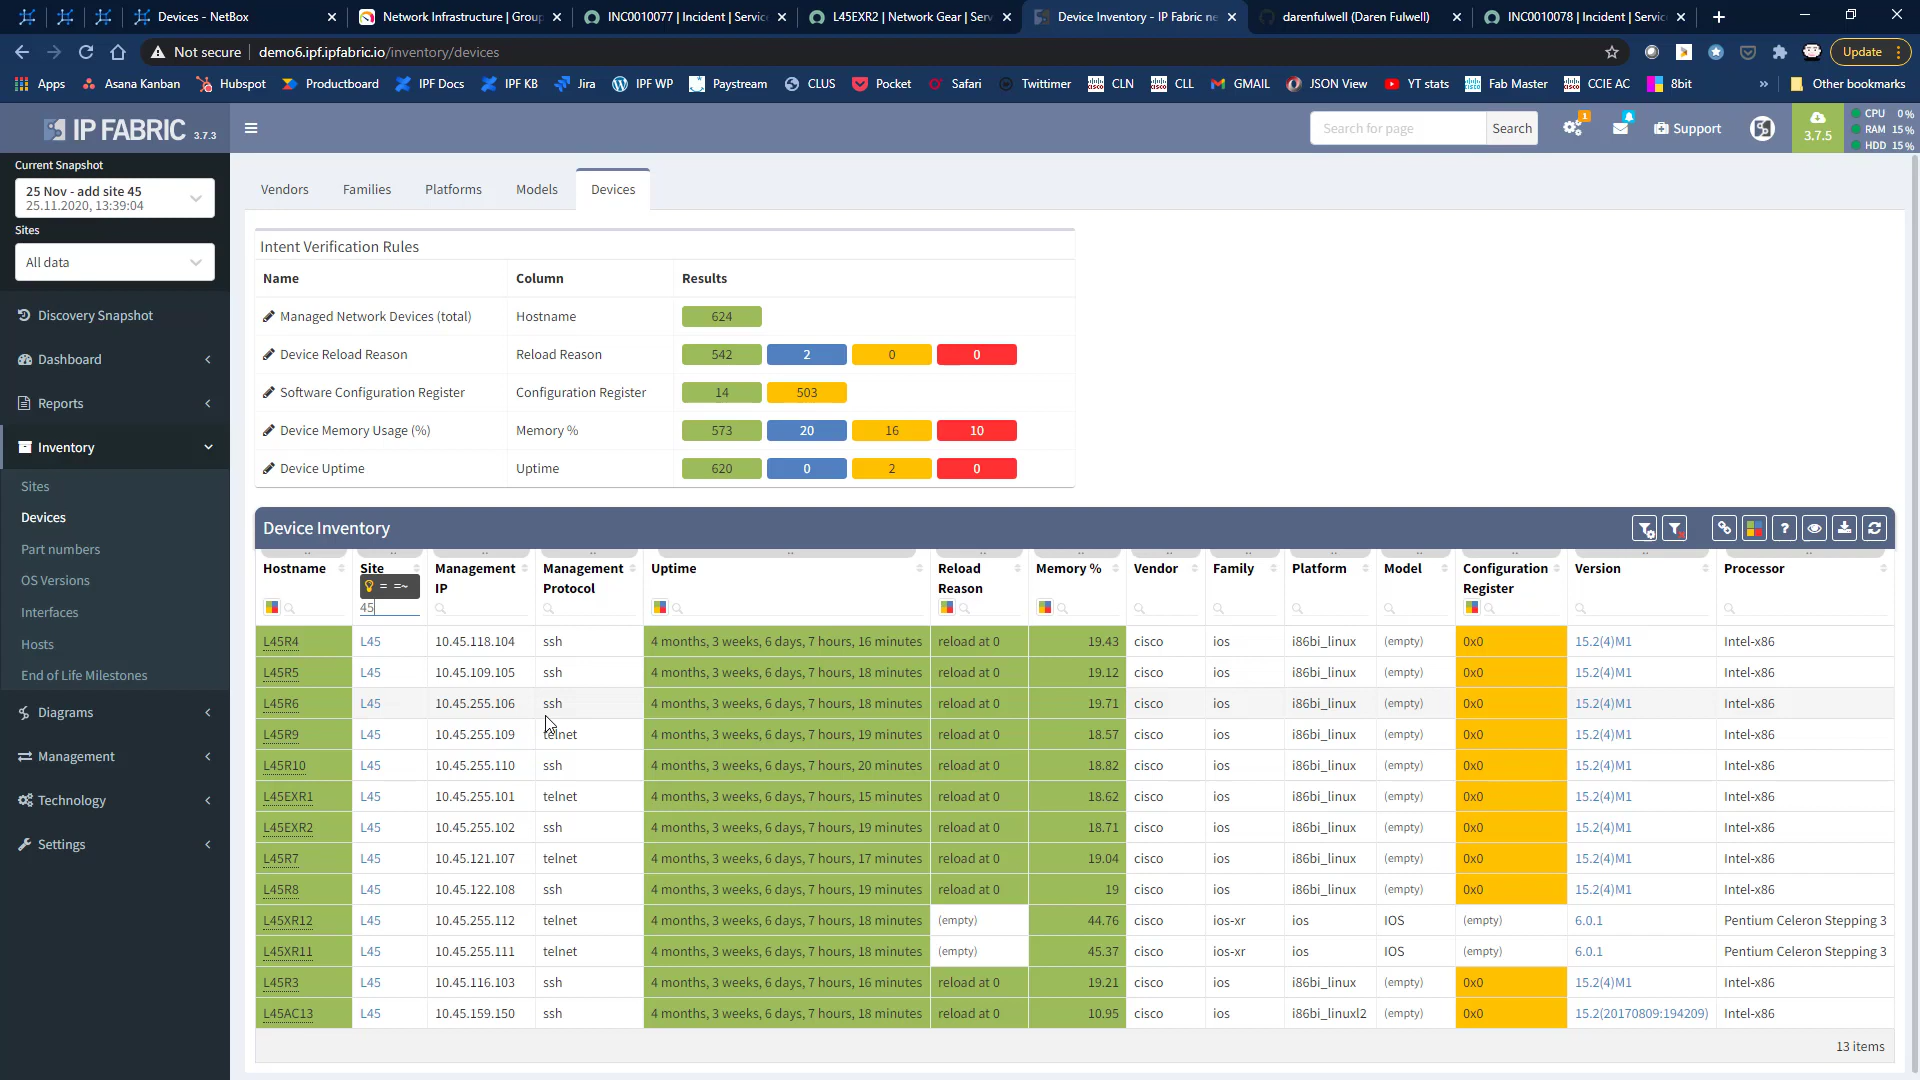 Devices - NetBox
Network Infrastructure | Group
INC0010077 | Incident | Servic
L45EXR2 | Network Gear | Serv
Device Inventory - IP Fabric ne
darenfulwell (Daren Fulwell)
INC0010078 | Incident | Servic
Not secure
demo6.ipf.ipfabric.io/inventory/devices
Update
Apps
Asana Kanban
Hubspot
Productboard
IPF Docs
IPF KB
Jira
IPF WP
Paystream
CLUS
Pocket
Safari
Twittimer
CLN
CLL
GMAIL
JSON View
YT stats
Fab Master
CCIE AC
8bit
»
Other bookmarks
IP FABRIC 3.7.3
Search for page
Search
1
Support
3.7.5
CPU 0 %
RAM 15 %
HDD 15 %
Current Snapshot
25 Nov - add site 45
25.11.2020, 13:39:04
Sites
All data
Discovery Snapshot
Dashboard
Reports
Inventory
Sites
Devices
Part numbers
OS Versions
Interfaces
Hosts
End of Life Milestones
Diagrams
Management
Technology
Settings
Vendors
Families
Platforms
Models
Devices
Intent Verification Rules
Name Column Results
Managed Network Devices (total) Hostname 624
Device Reload Reason Reload Reason 542 2 0 0
Software Configuration Register Configuration Register 14 503
Device Memory Usage (%) Memory % 573 20 16 10
Device Uptime Uptime 620 0 2 0
Device Inventory
?
Hostname Site Management IP Management Protocol Uptime Reload Reason Memory % Vendor Family Platform Model Configuration Register Version Processor
= =~
45
L45R4 L45 10.45.118.104 ssh 4 months, 3 weeks, 6 days, 7 hours, 16 minutes reload at 0 19.43 cisco ios i86bi_linux (empty) 0x0 15.2(4)M1 Intel-x86
L45R5 L45 10.45.109.105 ssh 4 months, 3 weeks, 6 days, 7 hours, 18 minutes reload at 0 19.12 cisco ios i86bi_linux (empty) 0x0 15.2(4)M1 Intel-x86
L45R6 L45 10.45.255.106 ssh 4 months, 3 weeks, 6 days, 7 hours, 18 minutes reload at 0 19.71 cisco ios i86bi_linux (empty) 0x0 15.2(4)M1 Intel-x86
L45R9 L45 10.45.255.109 telnet 4 months, 3 weeks, 6 days, 7 hours, 19 minutes reload at 0 18.57 cisco ios i86bi_linux (empty) 0x0 15.2(4)M1 Intel-x86
L45R10 L45 10.45.255.110 ssh 4 months, 3 weeks, 6 days, 7 hours, 20 minutes reload at 0 18.82 cisco ios i86bi_linux (empty) 0x0 15.2(4)M1 Intel-x86
L45EXR1 L45 10.45.255.101 telnet 4 months, 3 weeks, 6 days, 7 hours, 15 minutes reload at 0 18.62 cisco ios i86bi_linux (empty) 0x0 15.2(4)M1 Intel-x86
L45EXR2 L45 10.45.255.102 ssh 4 months, 3 weeks, 6 days, 7 hours, 19 minutes reload at 0 18.71 cisco ios i86bi_linux (empty) 0x0 15.2(4)M1 Intel-x86
L45R7 L45 10.45.121.107 telnet 4 months, 3 weeks, 6 days, 7 hours, 17 minutes reload at 0 19.04 cisco ios i86bi_linux (empty) 0x0 15.2(4)M1 Intel-x86
L45R8 L45 10.45.122.108 ssh 4 months, 3 weeks, 6 days, 7 hours, 19 minutes reload at 0 19 cisco ios i86bi_linux (empty) 0x0 15.2(4)M1 Intel-x86
L45XR12 L45 10.45.255.112 telnet 4 months, 3 weeks, 6 days, 7 hours, 18 minutes (empty) 44.76 cisco ios-xr ios IOS (empty) 6.0.1 Pentium Celeron Stepping 3
L45XR11 L45 10.45.255.111 telnet 4 months, 3 weeks, 6 days, 7 hours, 18 minutes (empty) 45.37 cisco ios-xr ios IOS (empty) 6.0.1 Pentium Celeron Stepping 3
L45R3 L45 10.45.116.103 ssh 4 months, 3 weeks, 6 days, 7 hours, 16 minutes reload at 0 19.21 cisco ios i86bi_linux (empty) 0x0 15.2(4)M1 Intel-x86
L45AC13 L45 10.45.159.150 ssh 4 months, 3 weeks, 6 days, 7 hours, 18 minutes reload at 0 10.95 cisco ios i86bi_linuxl2 (empty) 0x0 15.2(20170809:194209) Intel-x86
13 items